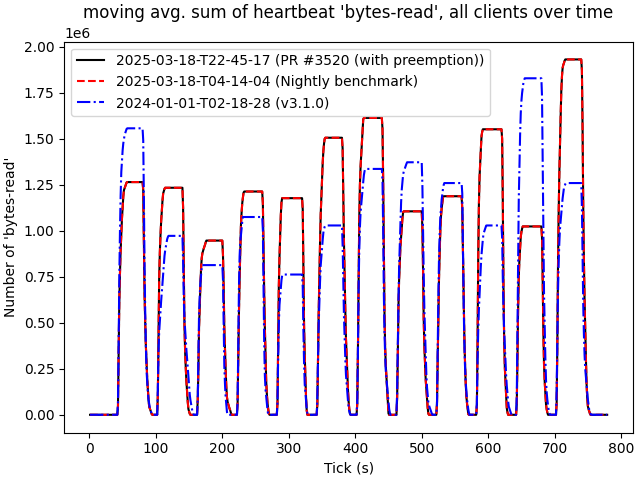 moving avg. sum of heartbeat 'bytes-read', all clients over time
1e6
2025-03-18-T22-45-17 (PR #3520 (with preemption))
2025-03-18-T04-14-04 (Nightly benchmark)
2024-01-01-T02-18-28 (v3.1.0)
Number of 'bytes-read'
2.00
1.75
1.50
1.25
1.00
0.75
0.50
0.25
0.00
0 100 200 300 400 500 600 700 800
Tick (s)